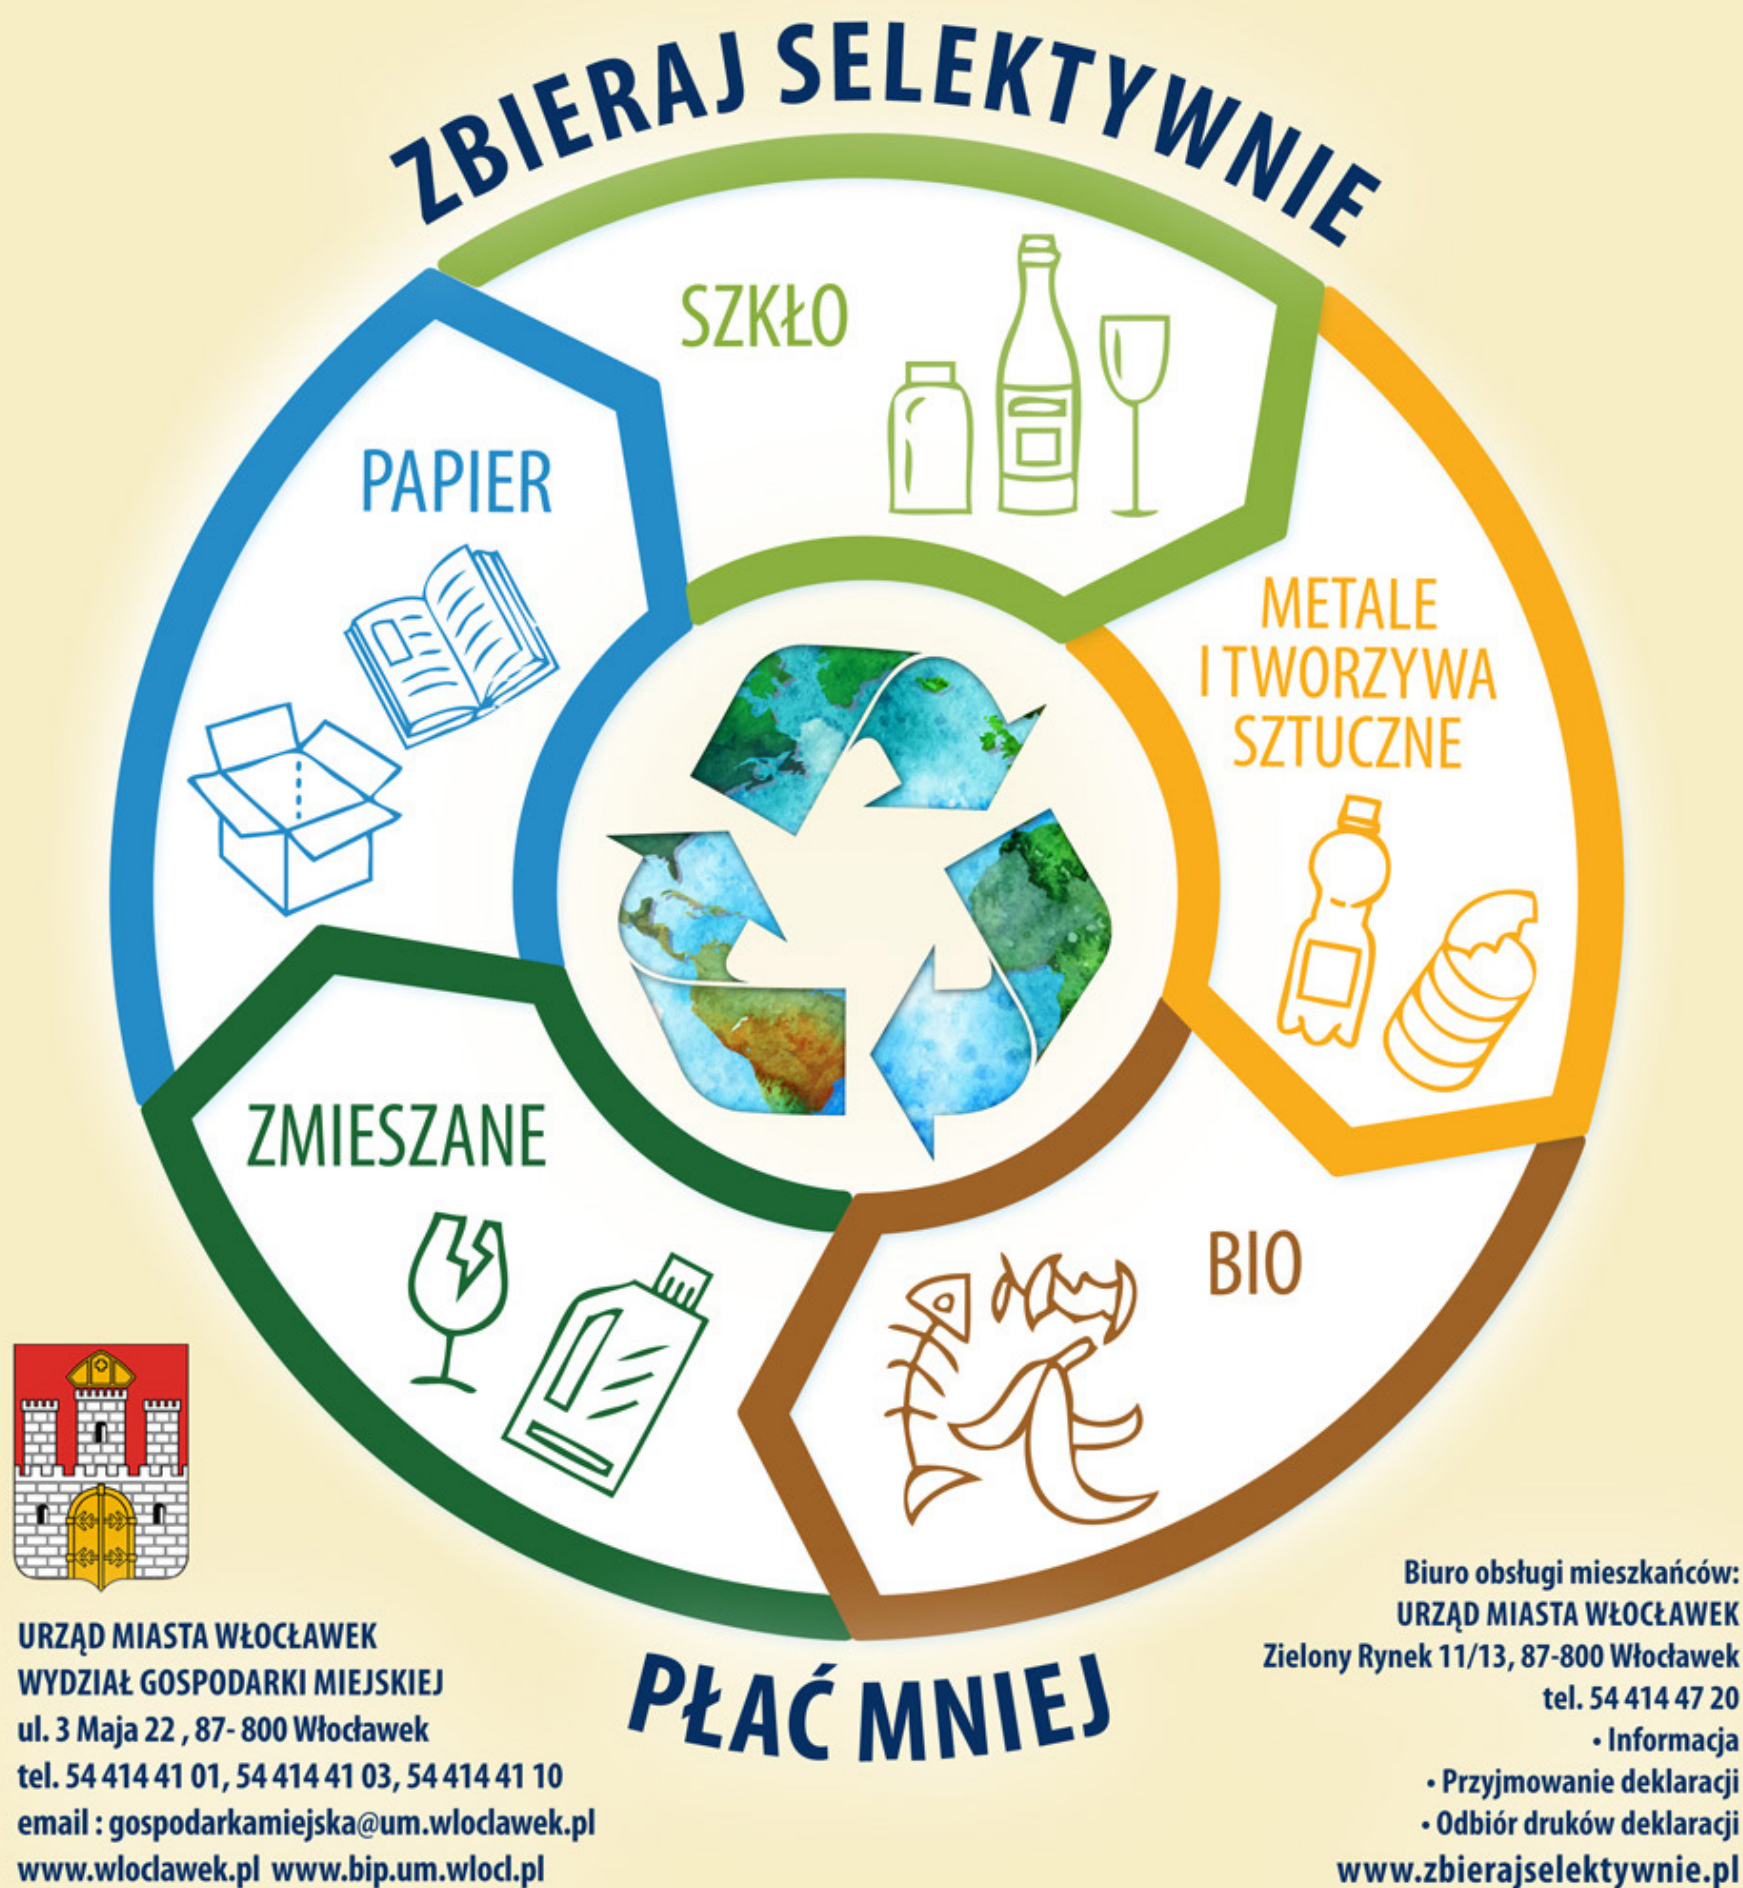 ZBIERAJ SELEKTYWNIE
SZKŁO
PAPIER
METALE
I TWORZYWA
SZTUCZNE
ZMIESZANE
BIO
PŁAĆ MNIEJ
URZĄD MIASTA WŁOCŁAWEK
WYDZIAŁ GOSPODARKI MIEJSKIEJ
ul. 3 Maja 22 , 87- 800 Włocławek
tel. 54 414 41 01, 54 414 41 03, 54 414 41 10
email : gospodarkamiejska@um.wloclawek.pl
www.wloclawek.pl www.bip.um.wlocl.pl
Biuro obsługi mieszkańców:
URZĄD MIASTA WŁOCŁAWEK
Zielony Rynek 11/13, 87-800 Włocławek
tel. 54 414 47 20
• Informacja
• Przyjmowanie deklaracji
• Odbiór druków deklaracji
www.zbierajselektywnie.pl